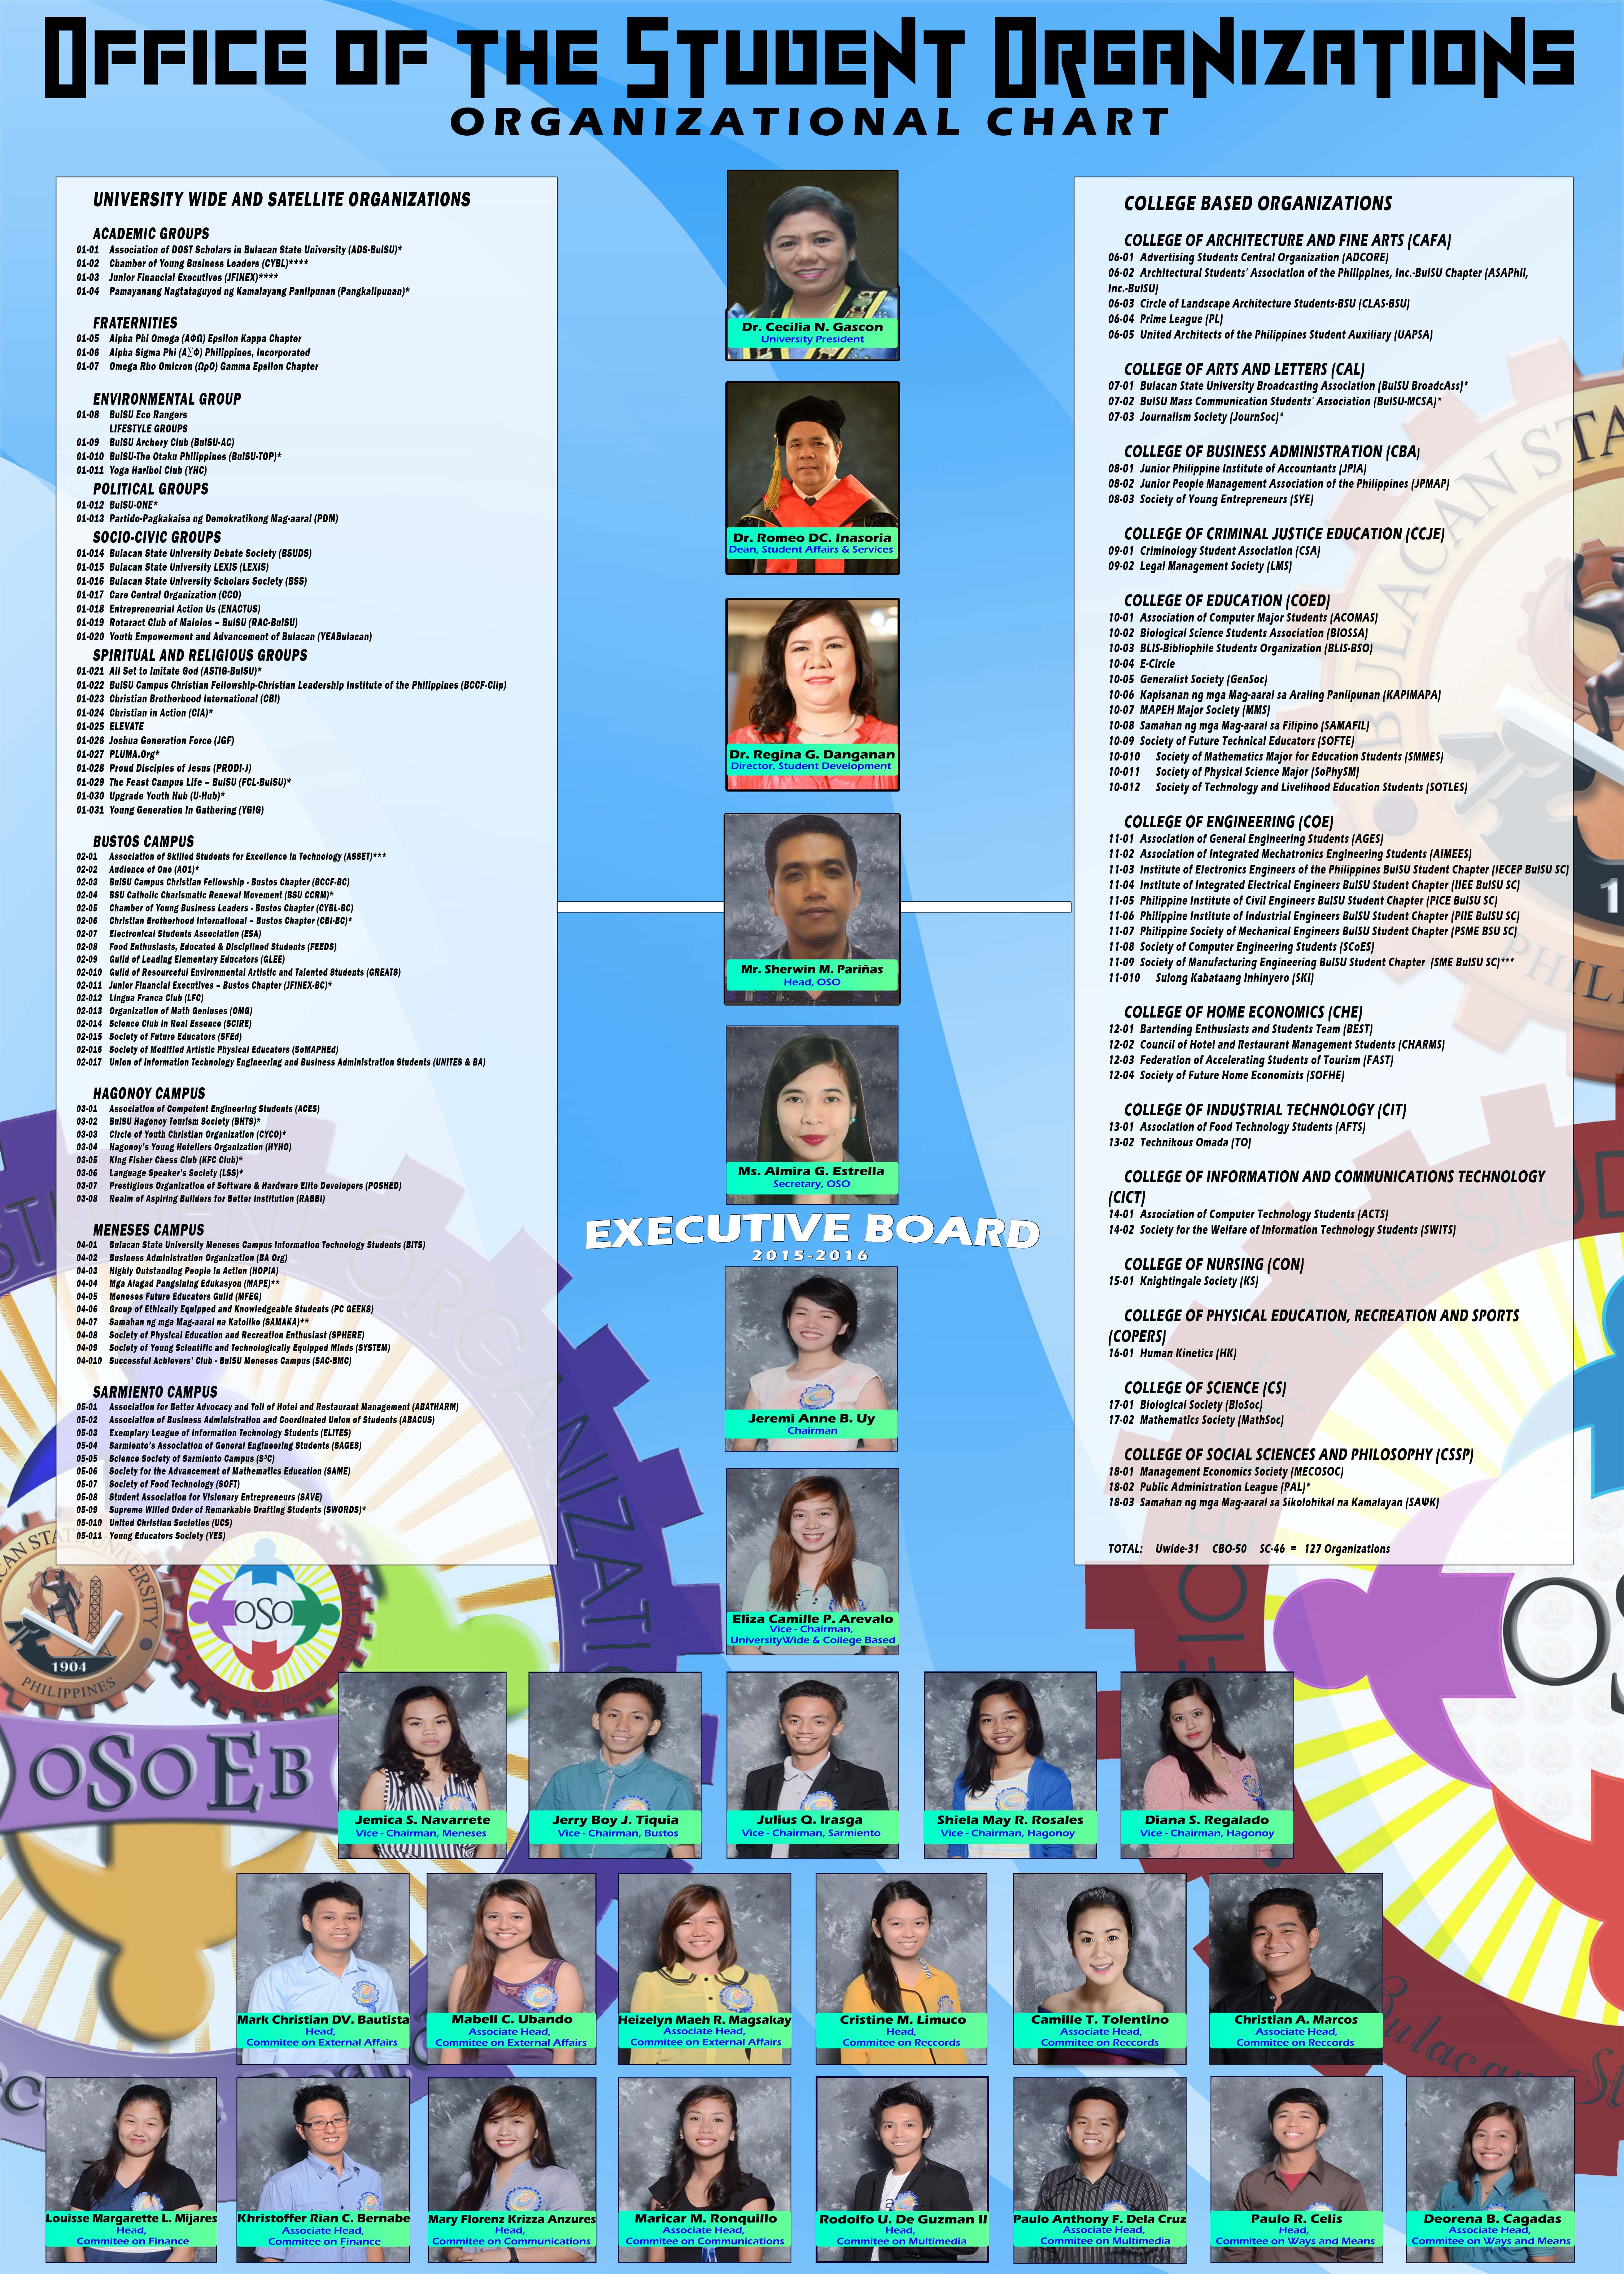 OFFICE OF THE STUDENT ORGANIZATIONS
ORGANIZATIONAL CHART
UNIVERSITY WIDE AND SATELLITE ORGANIZATIONS
ACADEMIC GROUPS
01-01 Association of DOST Scholars in Bulacan State University (ADS-BulSU)*
01-02 Chamber of Young Business Leaders (CYBL)****
01-03 Junior Financial Executives (JFINEX)****
01-04 Pamayanang Nagtataguyod ng Kamalayang Panlipunan (Pangkalipunan)*
FRATERNITIES
01-05 Alpha Phi Omega (ΑΦΩ) Epsilon Kappa Chapter
01-06 Alpha Sigma Phi (Α∑Φ) Philippines, Incorporated
01-07 Omega Rho Omicron (ΩρΟ) Gamma Epsilon Chapter
ENVIRONMENTAL GROUP
01-08 BulSU Eco Rangers
LIFESTYLE GROUPS
01-09 BulSU Archery Club (BulSU-AC)
01-010 BulSU-The Otaku Philippines (BulSU-TOP)*
01-011 Yoga Haribol Club (YHC)
POLITICAL GROUPS
01-012 BulSU-ONE*
01-013 Partido-Pagkakaisa ng Demokratikong Mag-aaral (PDM)
SOCIO-CIVIC GROUPS
01-014 Bulacan State University Debate Society (BSUDS)
01-015 Bulacan State University LEXIS (LEXIS)
01-016 Bulacan State University Scholars Society (BSS)
01-017 Care Central Organization (CCO)
01-018 Entrepreneurial Action Us (ENACTUS)
01-019 Rotaract Club of Malolos – BulSU (RAC-BulSU)
01-020 Youth Empowerment and Advancement of Bulacan (YEABulacan)
SPIRITUAL AND RELIGIOUS GROUPS
01-021 All Set to Imitate God (ASTIG-BulSU)*
01-022 BulSU Campus Christian Fellowship-Christian Leadership Institute of the Philippines (BCCF-Clip)
01-023 Christian Brotherhood International (CBI)
01-024 Christian in Action (CIA)*
01-025 ELEVATE
01-026 Joshua Generation Force (JGF)
01-027 PLUMA.Org*
01-028 Proud Disciples of Jesus (PRODI-J)
01-029 The Feast Campus Life – BulSU (FCL-BulSU)*
01-030 Upgrade Youth Hub (U-Hub)*
01-031 Young Generation In Gathering (YGIG)
BUSTOS CAMPUS
02-01 Association of Skilled Students for Excellence in Technology (ASSET)***
02-02 Audience of One (AO1)*
02-03 BulSU Campus Christian Fellowship - Bustos Chapter (BCCF-BC)
02-04 BSU Catholic Charismatic Renewal Movement (BSU CCRM)*
02-05 Chamber of Young Business Leaders - Bustos Chapter (CYBL-BC)
02-06 Christian Brotherhood International – Bustos Chapter (CBI-BC)*
02-07 Electronical Students Association (ESA)
02-08 Food Enthusiasts, Educated & Disciplined Students (FEEDS)
02-09 Guild of Leading Elementary Educators (GLEE)
02-010 Guild of Resourceful Environmental Artistic and Talented Students (GREATS)
02-011 Junior Financial Executives – Bustos Chapter (JFINEX-BC)*
02-012 Lingua Franca Club (LFC)
02-013 Organization of Math Geniuses (OMG)
02-014 Science Club in Real Essence (SCIRE)
02-015 Society of Future Educators (SFEd)
02-016 Society of Modified Artistic Physical Educators (SoMAPHEd)
02-017 Union of Information Technology Engineering and Business Administration Students (UNITES & BA)
HAGONOY CAMPUS
03-01 Association of Competent Engineering Students (ACES)
03-02 BulSU Hagonoy Tourism Society (BHTS)*
03-03 Circle of Youth Christian Organization (CYCO)*
03-04 Hagonoy's Young Hoteliers Organization (HYHO)
03-05 King Fisher Chess Club (KFC Club)*
03-06 Language Speaker's Society (LSS)*
03-07 Prestigious Organization of Software & Hardware Elite Developers (POSHED)
03-08 Realm of Aspiring Builders for Better Institution (RABBI)
MENESES CAMPUS
04-01 Bulacan State University Meneses Campus Information Technology Students (BITS)
04-02 Business Administration Organization (BA Org)
04-03 Highly Outstanding People in Action (HOPIA)
04-04 Mga Alagad Pangsining Edukasyon (MAPE)**
04-05 Meneses Future Educators Guild (MFEG)
04-06 Group of Ethically Equipped and Knowledgeable Students (PC GEEKS)
04-07 Samahan ng mga Mag-aaral na Katoliko (SAMAKA)**
04-08 Society of Physical Education and Recreation Enthusiast (SPHERE)
04-09 Society of Young Scientific and Technologically Equipped Minds (SYSTEM)
04-010 Successful Achievers' Club - BulSU Meneses Campus (SAC-BMC)
SARMIENTO CAMPUS
05-01 Association for Better Advocacy and Toil of Hotel and Restaurant Management (ABATHARM)
05-02 Association of Business Administration and Coordinated Union of Students (ABACUS)
05-03 Exemplary League of Information Technology Students (ELITES)
05-04 Sarmiento's Association of General Engineering Students (SAGES)
05-05 Science Society of Sarmiento Campus (S³C)
05-06 Society for the Advancement of Mathematics Education (SAME)
05-07 Society of Food Technology (SOFT)
05-08 Student Association for Visionary Entrepreneurs (SAVE)
05-09 Supreme Willed Order of Remarkable Drafting Students (SWORDS)*
05-010 United Christian Societies (UCS)
05-011 Young Educators Society (YES)
Dr. Cecilia N. Gascon
University President
Dr. Romeo DC. Inasoria
Dean, Student Affairs & Services
Dr. Regina G. Danganan
Director, Student Development
Mr. Sherwin M. Pariñas
Head, OSO
Ms. Almira G. Estrella
Secretary, OSO
EXECUTIVE BOARD
2015-2016
Jeremi Anne B. Uy
Chairman
Eliza Camille P. Arevalo
Vice - Chairman,
UniversityWide & College Based
COLLEGE BASED ORGANIZATIONS
COLLEGE OF ARCHITECTURE AND FINE ARTS (CAFA)
06-01 Advertising Students Central Organization (ADCORE)
06-02 Architectural Students' Association of the Philippines, Inc.-BulSU Chapter (ASAPhil,
Inc.-BulSU)
06-03 Circle of Landscape Architecture Students-BSU (CLAS-BSU)
06-04 Prime League (PL)
06-05 United Architects of the Philippines Student Auxiliary (UAPSA)
COLLEGE OF ARTS AND LETTERS (CAL)
07-01 Bulacan State University Broadcasting Association (BulSU BroadcAss)*
07-02 BulSU Mass Communication Students' Association (BulSU-MCSA)*
07-03 Journalism Society (JournSoc)*
COLLEGE OF BUSINESS ADMINISTRATION (CBA)
08-01 Junior Philippine Institute of Accountants (JPIA)
08-02 Junior People Management Association of the Philippines (JPMAP)
08-03 Society of Young Entrepreneurs (SYE)
COLLEGE OF CRIMINAL JUSTICE EDUCATION (CCJE)
09-01 Criminology Student Association (CSA)
09-02 Legal Management Society (LMS)
COLLEGE OF EDUCATION (COED)
10-01 Association of Computer Major Students (ACOMAS)
10-02 Biological Science Students Association (BIOSSA)
10-03 BLIS-Bibliophile Students Organization (BLIS-BSO)
10-04 E-Circle
10-05 Generalist Society (GenSoc)
10-06 Kapisanan ng mga Mag-aaral sa Araling Panlipunan (KAPIMAPA)
10-07 MAPEH Major Society (MMS)
10-08 Samahan ng mga Mag-aaral sa Filipino (SAMAFIL)
10-09 Society of Future Technical Educators (SOFTE)
10-010 Society of Mathematics Major for Education Students (SMMES)
10-011 Society of Physical Science Major (SoPhySM)
10-012 Society of Technology and Livelihood Education Students (SOTLES)
COLLEGE OF ENGINEERING (COE)
11-01 Association of General Engineering Students (AGES)
11-02 Association of Integrated Mechatronics Engineering Students (AIMEES)
11-03 Institute of Electronics Engineers of the Philippines BulSU Student Chapter (IECEP BulSU SC)
11-04 Institute of Integrated Electrical Engineers BulSU Student Chapter (IIEE BulSU SC)
11-05 Philippine Institute of Civil Engineers BulSU Student Chapter (PICE BulSU SC)
11-06 Philippine Institute of Industrial Engineers BulSU Student Chapter (PIIE BulSU SC)
11-07 Philippine Society of Mechanical Engineers BulSU Student Chapter (PSME BSU SC)
11-08 Society of Computer Engineering Students (SCoES)
11-09 Society of Manufacturing Engineering BulSU Student Chapter (SME BulSU SC)***
11-010 Sulong Kabataang Inhinyero (SKI)
COLLEGE OF HOME ECONOMICS (CHE)
12-01 Bartending Enthusiasts and Students Team (BEST)
12-02 Council of Hotel and Restaurant Management Students (CHARMS)
12-03 Federation of Accelerating Students of Tourism (FAST)
12-04 Society of Future Home Economists (SOFHE)
COLLEGE OF INDUSTRIAL TECHNOLOGY (CIT)
13-01 Association of Food Technology Students (AFTS)
13-02 Technikous Omada (TO)
COLLEGE OF INFORMATION AND COMMUNICATIONS TECHNOLOGY
(CICT)
14-01 Association of Computer Technology Students (ACTS)
14-02 Society for the Welfare of Information Technology Students (SWITS)
COLLEGE OF NURSING (CON)
15-01 Knightingale Society (KS)
COLLEGE OF PHYSICAL EDUCATION, RECREATION AND SPORTS
(COPERS)
16-01 Human Kinetics (HK)
COLLEGE OF SCIENCE (CS)
17-01 Biological Society (BioSoc)
17-02 Mathematics Society (MathSoc)
COLLEGE OF SOCIAL SCIENCES AND PHILOSOPHY (CSSP)
18-01 Management Economics Society (MECOSOC)
18-02 Public Administration League (PAL)*
18-03 Samahan ng mga Mag-aaral sa Sikolohikal na Kamalayan (SAΨK)
TOTAL: Uwide-31 CBO-50 SC-46 = 127 Organizations
1904
PHILIPPINES
OSO
OSOEB
Jemica S. Navarrete
Vice - Chairman, Meneses
Jerry Boy J. Tiquia
Vice - Chairman, Bustos
Julius Q. Irasga
Vice - Chairman, Sarmiento
Shiela May R. Rosales
Vice - Chairman, Hagonoy
Diana S. Regalado
Vice - Chairman, Hagonoy
Mark Christian DV. Bautista
Head,
Commitee on External Affairs
Mabell C. Ubando
Associate Head,
Commitee on External Affairs
Heizelyn Maeh R. Magsakay
Associate Head,
Commitee on External Affairs
Cristine M. Limuco
Head,
Commitee on Reccords
Camille T. Tolentino
Associate Head,
Commitee on Reccords
Christian A. Marcos
Associate Head,
Commitee on Reccords
Louisse Margarette L. Mijares
Head,
Commitee on Finance
Khristoffer Rian C. Bernabe
Associate Head,
Commitee on Finance
Mary Florenz Krizza Anzures
Head,
Commitee on Communications
Maricar M. Ronquillo
Associate Head,
Commitee on Communications
Rodolfo U. De Guzman II
Head,
Commitee on Multimedia
Paulo Anthony F. Dela Cruz
Associate Head,
Commitee on Multimedia
Paulo R. Celis
Head,
Commitee on Ways and Means
Deorena B. Cagadas
Associate Head,
Commitee on Ways and Means